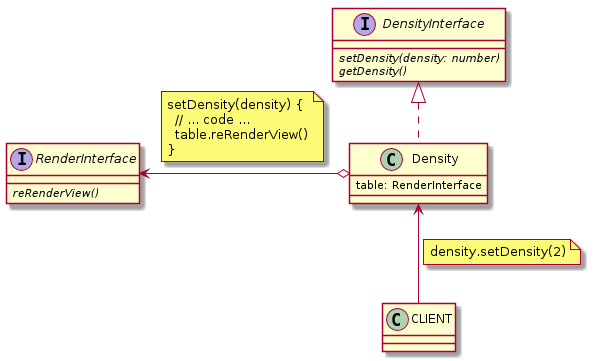 I DensityInterface
setDensity(density: number)
getDensity()
setDensity(density) {
// ... code ...
table.reRenderView()
}
I RenderInterface
reRenderView()
C Density
table: RenderInterface
density.setDensity(2)
C CLIENT